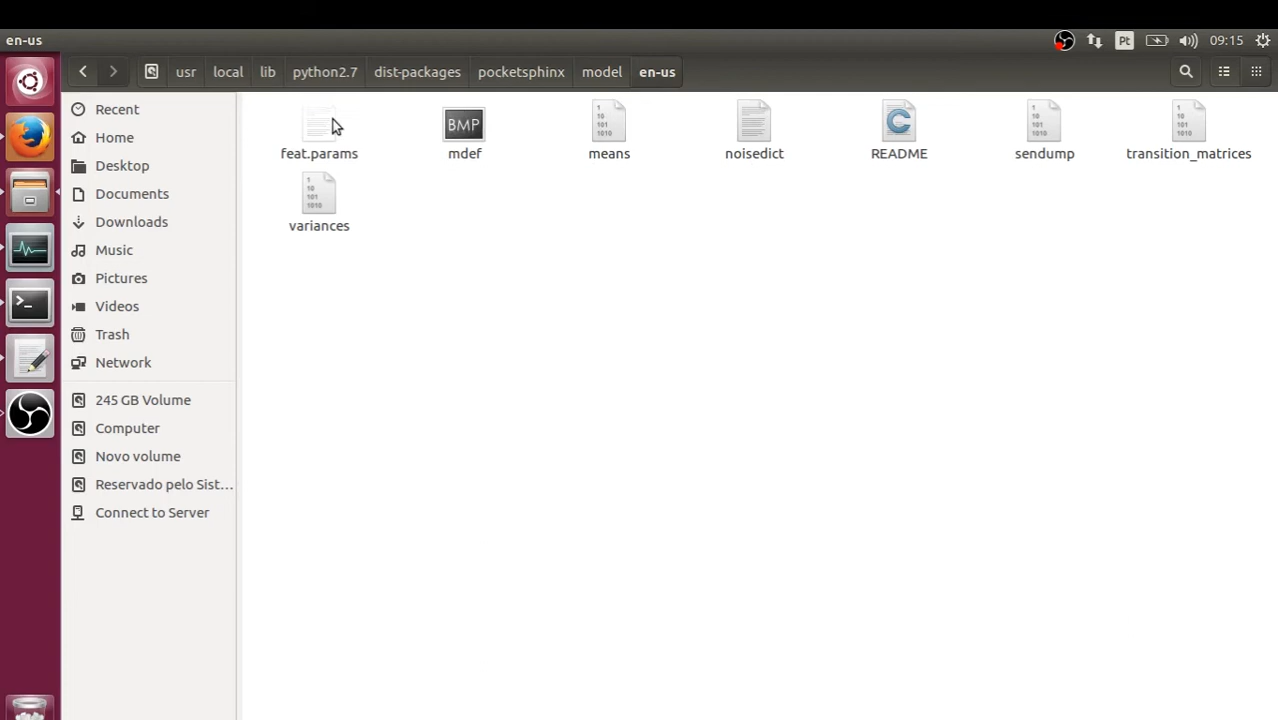 en-us
Pt
09:15
usr local lib python2.7 dist-packages pocketsphinx model en-us
Recent
Home
Desktop
Documents
Downloads
Music
Pictures
Videos
Trash
Network
245 GB Volume
Computer
Novo volume
Reservado pelo Sist...
Connect to Server
BMP
feat.params mdef means noisedict README sendump transition_matrices
variances